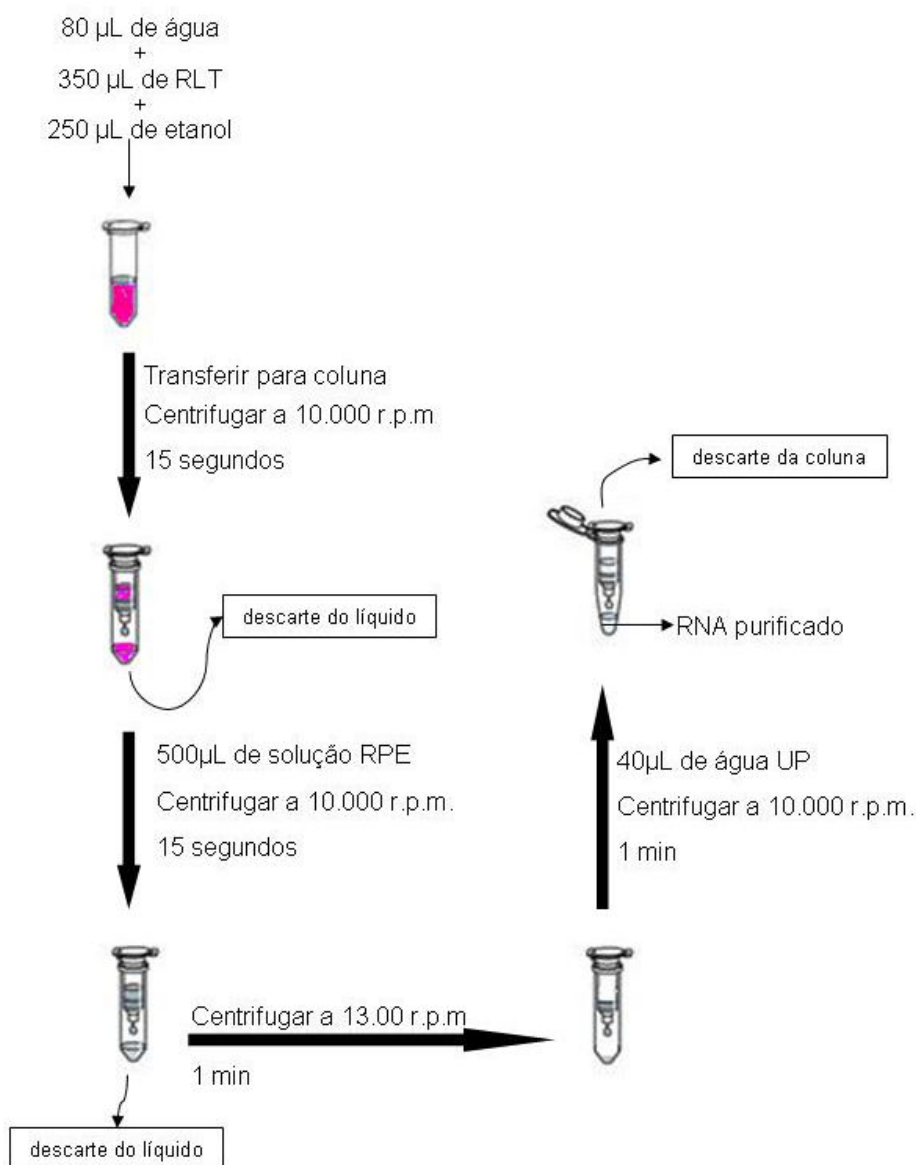 80 µL de água
+
350 µL de RLT
+
250 µL de etanol
Transferir para coluna
Centrifugar a 10.000 r.p.m
15 segundos
descarte do líquido
500µL de solução RPE
Centrifugar a 10.000 r.p.m.
15 segundos
descarte do líquido
Centrifugar a 13.00 r.p.m
1 min
40µL de água UP
Centrifugar a 10.000 r.p.m.
1 min
RNA purificado
descarte da coluna